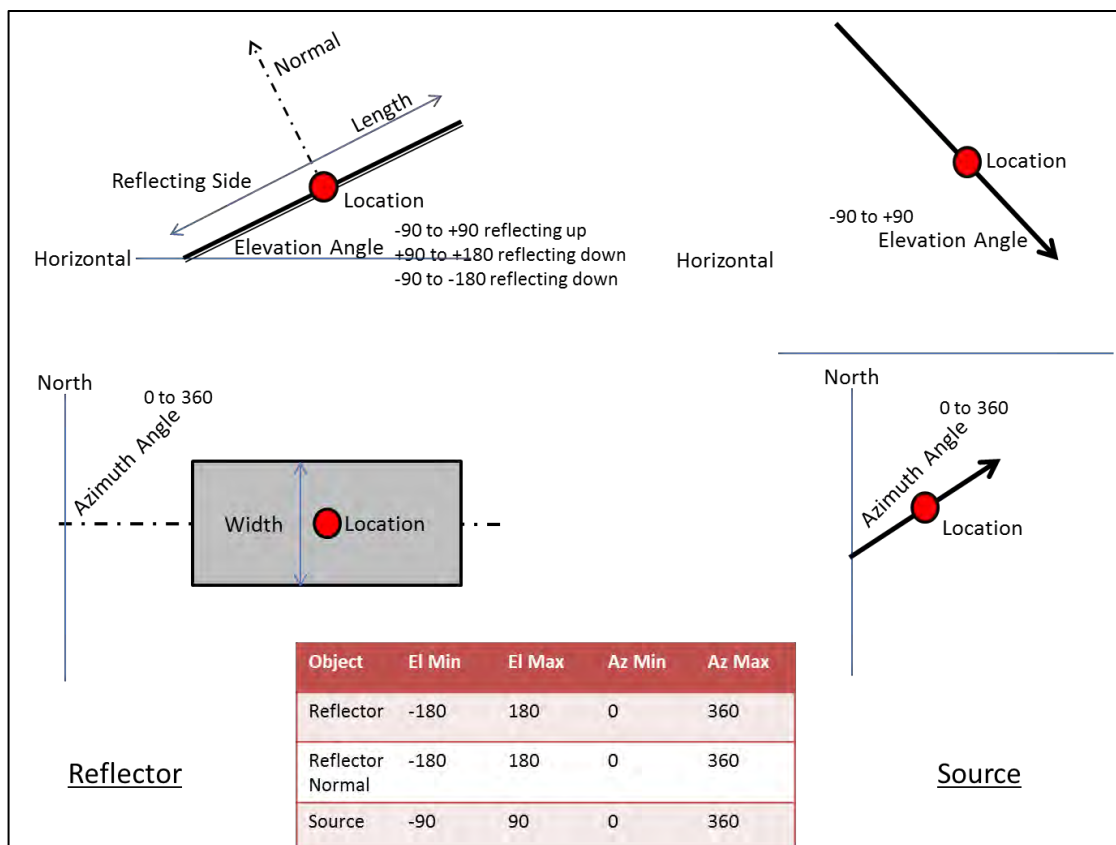 Normal
Length
Reflecting Side
Location
Elevation Angle
-90 to +90 reflecting up
+90 to +180 reflecting down
-90 to -180 reflecting down
Horizontal
Location
-90 to +90
Elevation Angle
Horizontal
North
0 to 360
Azimuth Angle
Width
Location
North
0 to 360
Azimuth Angle
Location
Object El Min El Max Az Min Az Max
Reflector -180 180 0 360
Reflector -180 180 0 360
Normal
Source -90 90 0 360
Reflector
Source